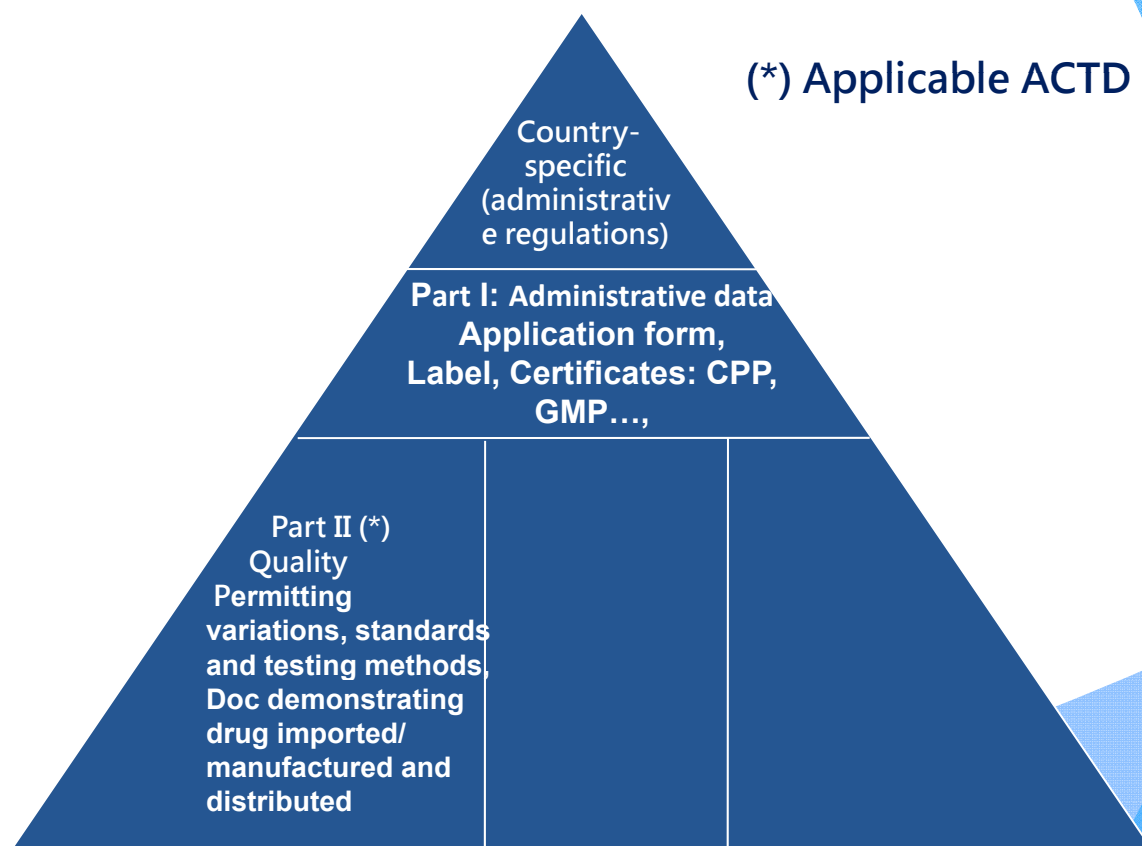 (*) Applicable ACTD
Country-
specific
(administrativ
e regulations)
Part I: Administrative data
Application form,
Label, Certificates: CPP,
GMP…,
Part II (*)
Quality
Permitting
variations, standards
and testing methods,
Doc demonstrating
drug imported/
manufactured and
distributed